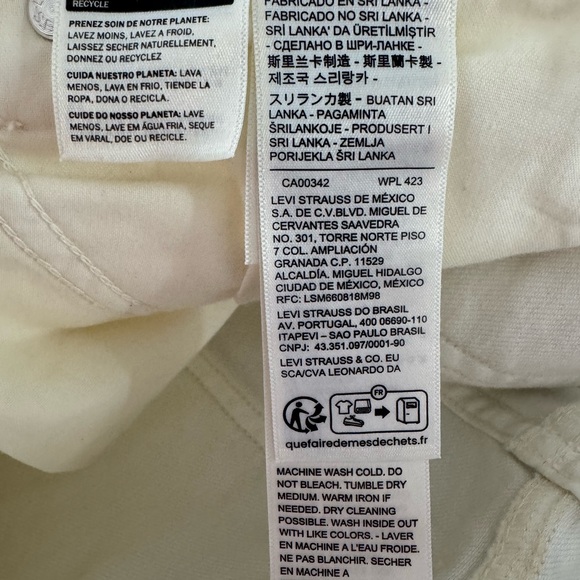 RECYCLE
PRENEZ SOIN DE NOTRE PLANETE:
LAVEZ MOINS, LAVEZ A FROID,
LAISSEZ SECHER NATURELLEMENT,
DONNEZ OU RECYCLEZ
CUIDA NUESTRO PLANETA: LAVA
MENOS, LAVA EN FRIO, TIENDE LA
ROPA, DONA O RECICLA.
CUIDE DO NOSSO PLANETA: LAVE
MENOS, LAVE EM ÁGUA FRIA, SEQUE
EM VARAL, DOE OU RECICLE.
FABRICADO EN SRI LANKA -
FABRICADO NO SRI LANKA -
SRİ LANKA'DA ÜRETİLMİŞTİR
- СДЕЛАНО В ШРИ-ЛАНКЕ -
斯里兰卡制造 - 斯里蘭卡製 -
제조국 스리랑카 -
スリランカ製 - BUATAN SRI
LANKA - PAGAMINTA
ŠRILANKOJE - PRODUSERT I
SRI LANKA - ZEMLJA
PORIJEKLA ŠRI LANKA
CA00342 WPL 423
LEVI STRAUSS DE MÉXICO
S.A. DE C.V.BLVD. MIGUEL DE
CERVANTES SAAVEDRA
NO. 301, TORRE NORTE PISO
7 COL. AMPLIACIÓN
GRANADA C.P. 11529
ALCALDÍA. MIGUEL HIDALGO
CIUDAD DE MÉXICO, MÉXICO
RFC: LSM660818M98
LEVI STRAUSS DO BRASIL
AV. PORTUGAL, 400 06690-110
ITAPEVI – SAO PAULO BRASIL
CNPJ: 43.351.097/0001-90
LEVI STRAUSS & CO. EU
SCA/CVA LEONARDO DA
FR
quefairedemesdechets.fr
MACHINE WASH COLD. DO
NOT BLEACH. TUMBLE DRY
MEDIUM. WARM IRON IF
NEEDED. DRY CLEANING
POSSIBLE. WASH INSIDE OUT
WITH LIKE COLORS. - LAVER
EN MACHINE A L'EAU FROIDE.
NE PAS BLANCHIR. SECHER
EN MACHINE A